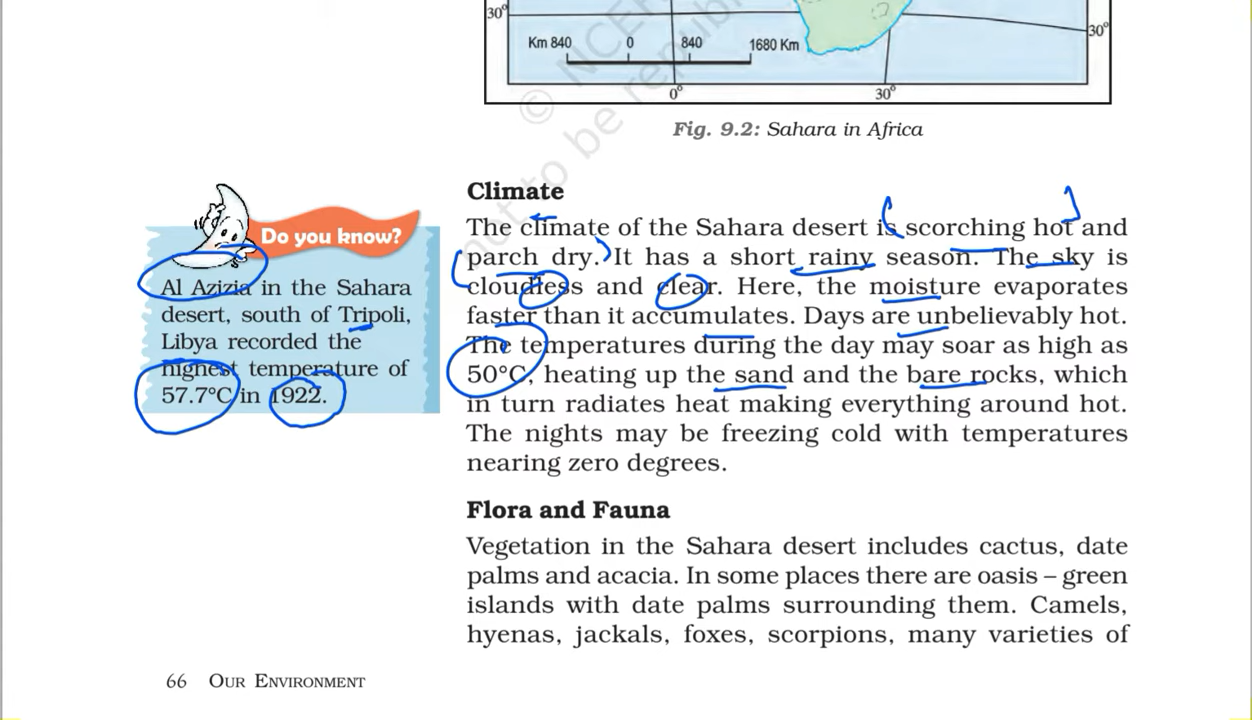 30°
30°
Km 840 0 840 1680 Km
0° 30°
© NCER
not to be republi
Fig. 9.2: Sahara in Africa
Do you know?
Al Azizia in the Sahara
desert, south of Tripoli,
Libya recorded the
highest temperature of
57.7°C in 1922.
Climate
The climate of the Sahara desert is scorching hot and
parch dry. It has a short rainy season. The sky is
cloudless and clear. Here, the moisture evaporates
faster than it accumulates. Days are unbelievably hot.
The temperatures during the day may soar as high as
50°C, heating up the sand and the bare rocks, which
in turn radiates heat making everything around hot.
The nights may be freezing cold with temperatures
nearing zero degrees.
Flora and Fauna
Vegetation in the Sahara desert includes cactus, date
palms and acacia. In some places there are oasis – green
islands with date palms surrounding them. Camels,
hyenas, jackals, foxes, scorpions, many varieties of
66 OUR ENVIRONMENT